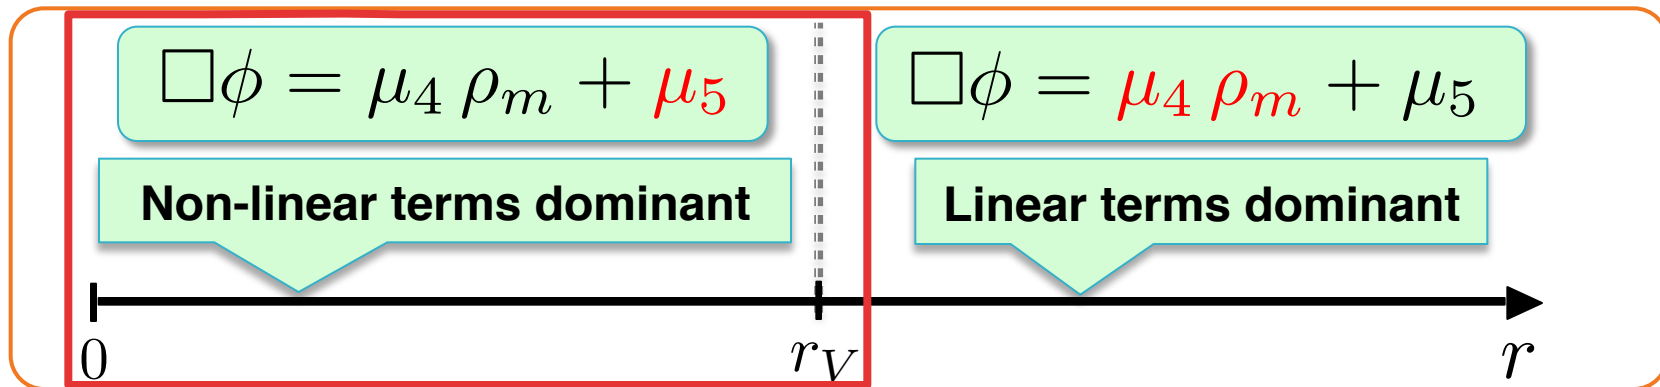 □ϕ = μ₄ ρₘ + μ₅
□ϕ = μ₄ ρₘ + μ₅
Non-linear terms dominant
Linear terms dominant
0
r_V
r